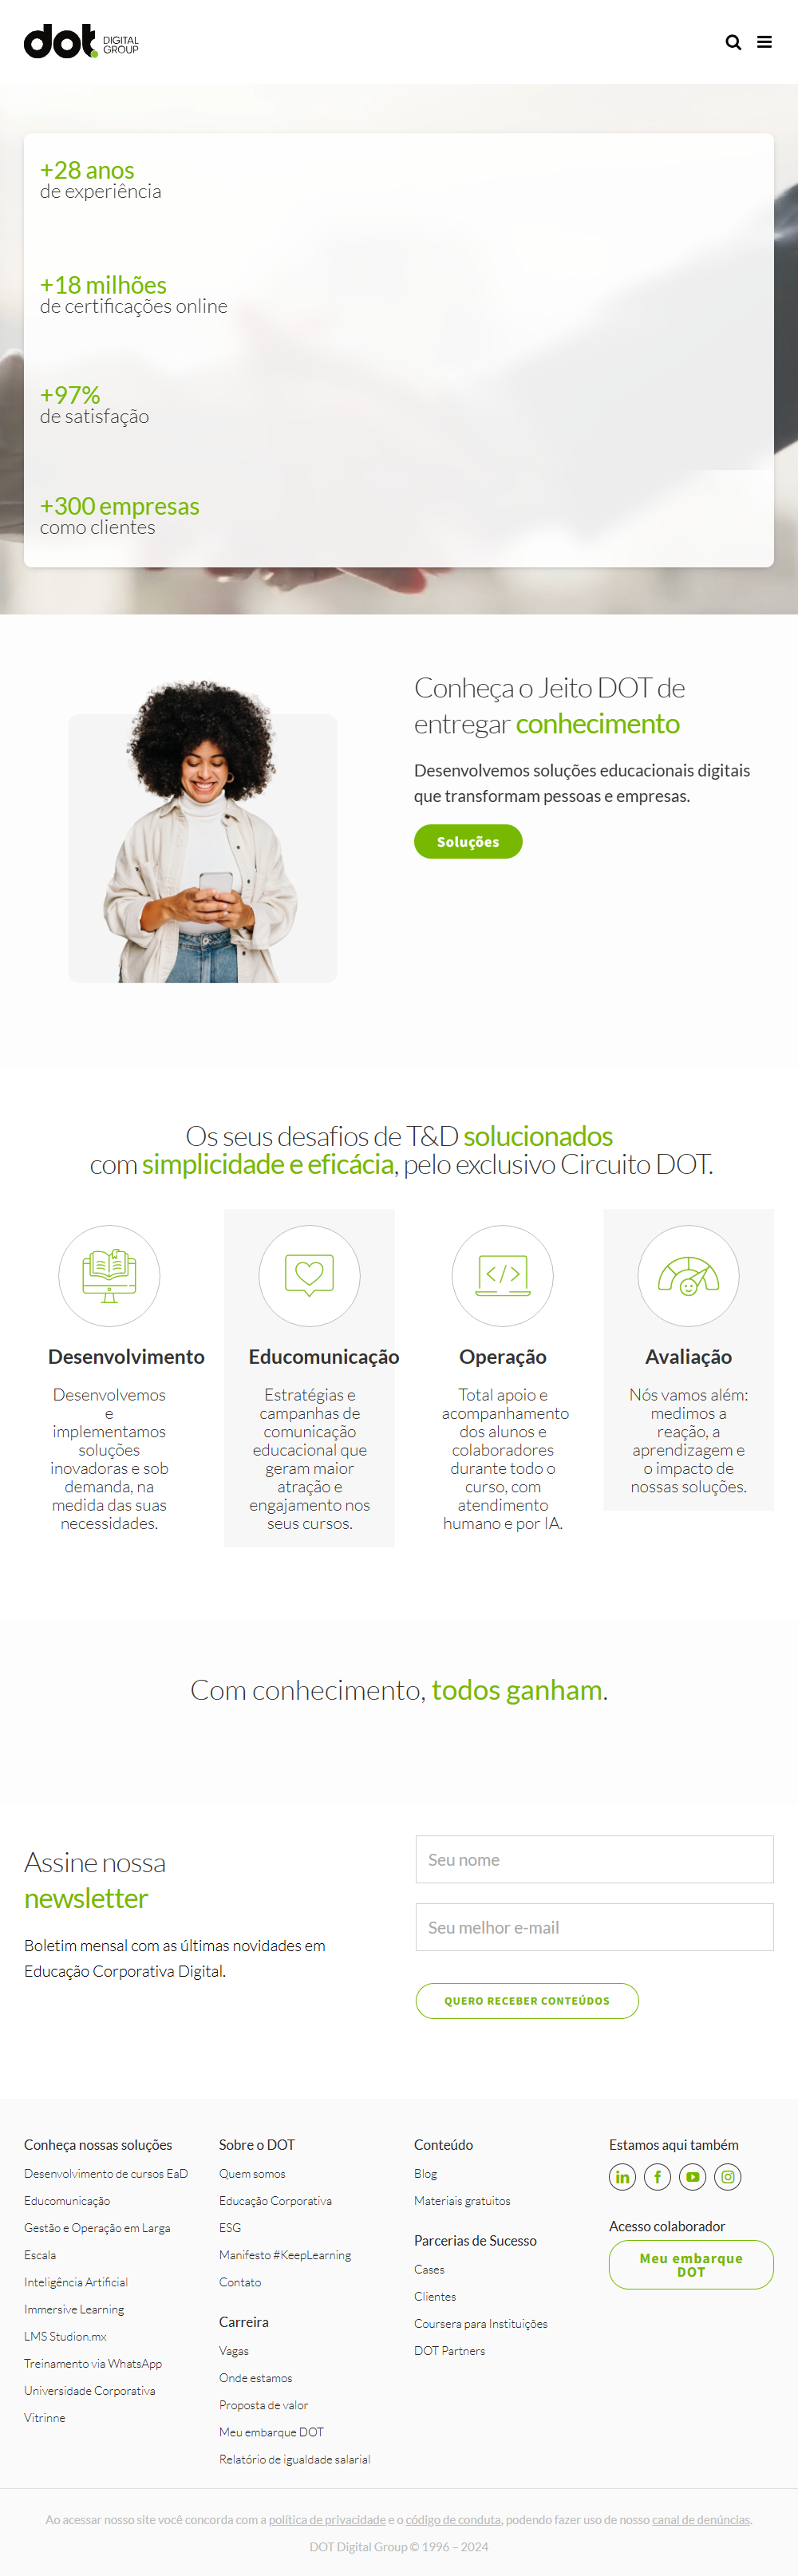 dot. DIGITAL GROUP
+28 anos
de experiência
+18 milhões
de certificações online
+97%
de satisfação
+300 empresas
como clientes
Conheça o Jeito DOT de
entregar conhecimento
Desenvolvemos soluções educacionais digitais
que transformam pessoas e empresas.
Soluções
Os seus desafios de T&D solucionados
com simplicidade e eficácia, pelo exclusivo Circuito DOT.
Desenvolvimento
Desenvolvemos
e
implementamos
soluções
inovadoras e sob
demanda, na
medida das suas
necessidades.
Educomunicação
Estratégias e
campanhas de
comunicação
educacional que
geram maior
atração e
engajamento nos
seus cursos.
Operação
Total apoio e
acompanhamento
dos alunos e
colaboradores
durante todo o
curso, com
atendimento
humano e por IA.
Avaliação
Nós vamos além:
medimos a
reação, a
aprendizagem e
o impacto de
nossas soluções.
Com conhecimento, todos ganham.
Assine nossa
newsletter
Boletim mensal com as últimas novidades em
Educação Corporativa Digital.
Seu nome
Seu melhor e-mail
QUERO RECEBER CONTEÚDOS
Conheça nossas soluções
Desenvolvimento de cursos EaD
Educomunicação
Gestão e Operação em Larga
Escala
Inteligência Artificial
Immersive Learning
LMS Studion.mx
Treinamento via WhatsApp
Universidade Corporativa
Vitrinne
Sobre o DOT
Quem somos
Educação Corporativa
ESG
Manifesto #KeepLearning
Contato
Carreira
Vagas
Onde estamos
Proposta de valor
Meu embarque DOT
Relatório de igualdade salarial
Conteúdo
Blog
Materiais gratuitos
Parcerias de Sucesso
Cases
Clientes
Coursera para Instituições
DOT Partners
Estamos aqui também
Acesso colaborador
Meu embarque
DOT
Ao acessar nosso site você concorda com a política de privacidade e o código de conduta, podendo fazer uso de nosso canal de denúncias.
DOT Digital Group © 1996 – 2024